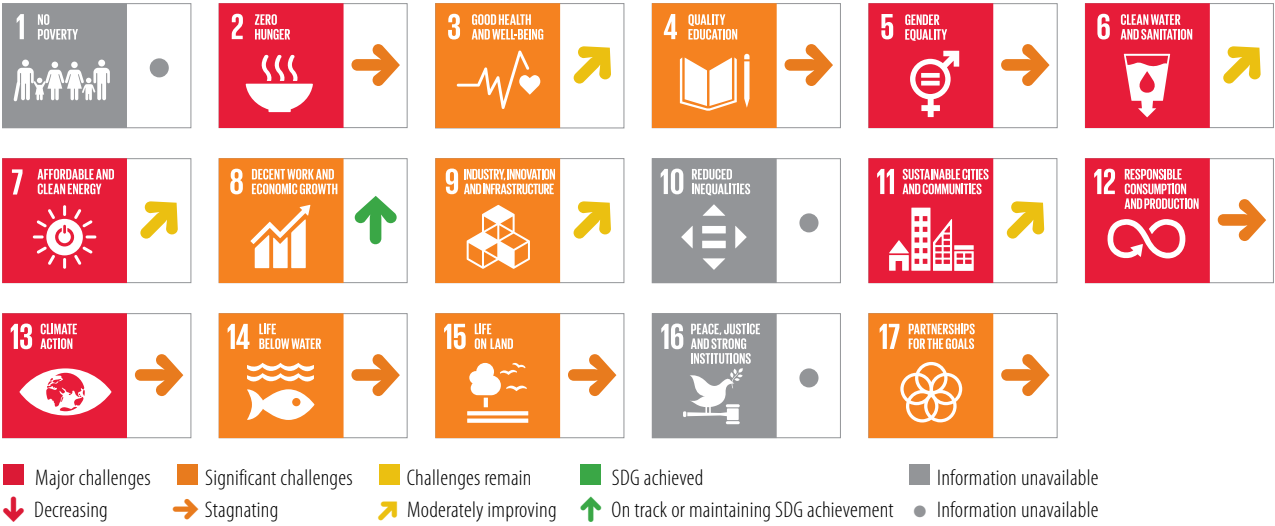 1 NO
POVERTY
2 ZERO
HUNGER
3 GOOD HEALTH
AND WELL-BEING
4 QUALITY
EDUCATION
5 GENDER
EQUALITY
6 CLEAN WATER
AND SANITATION
7 AFFORDABLE AND
CLEAN ENERGY
8 DECENT WORK AND
ECONOMIC GROWTH
9 INDUSTRY, INNOVATION
AND INFRASTRUCTURE
10 REDUCED
INEQUALITIES
11 SUSTAINABLE CITIES
AND COMMUNITIES
12 RESPONSIBLE
CONSUMPTION
AND PRODUCTION
13 CLIMATE
ACTION
14 LIFE
BELOW WATER
15 LIFE
ON LAND
16 PEACE, JUSTICE
AND STRONG
INSTITUTIONS
17 PARTNERSHIPS
FOR THE GOALS
Major challenges Significant challenges Challenges remain SDG achieved Information unavailable
Decreasing Stagnating Moderately improving On track or maintaining SDG achievement Information unavailable